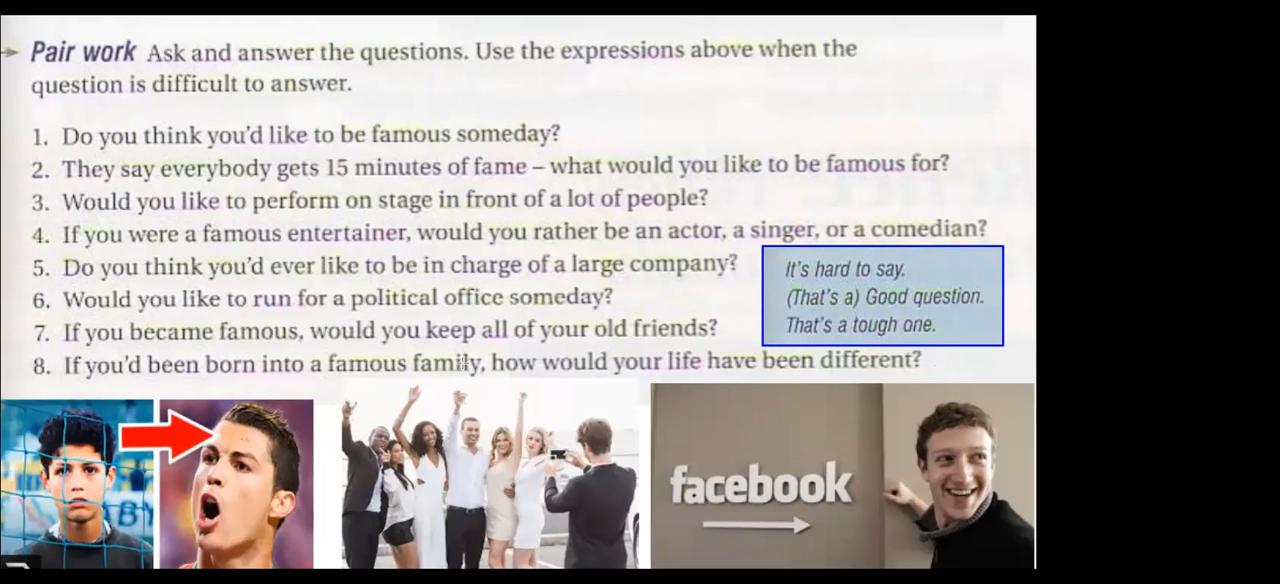 Pair work Ask and answer the questions. Use the expressions above when the
question is difficult to answer.
1. Do you think you'd like to be famous someday?
2. They say everybody gets 15 minutes of fame – what would you like to be famous for?
3. Would you like to perform on stage in front of a lot of people?
4. If you were a famous entertainer, would you rather be an actor, a singer, or a comedian?
5. Do you think you'd ever like to be in charge of a large company?
6. Would you like to run for a political office someday?
7. If you became famous, would you keep all of your old friends?
8. If you'd been born into a famous family, how would your life have been different?
It's hard to say.
(That's a) Good question.
That's a tough one.
facebook